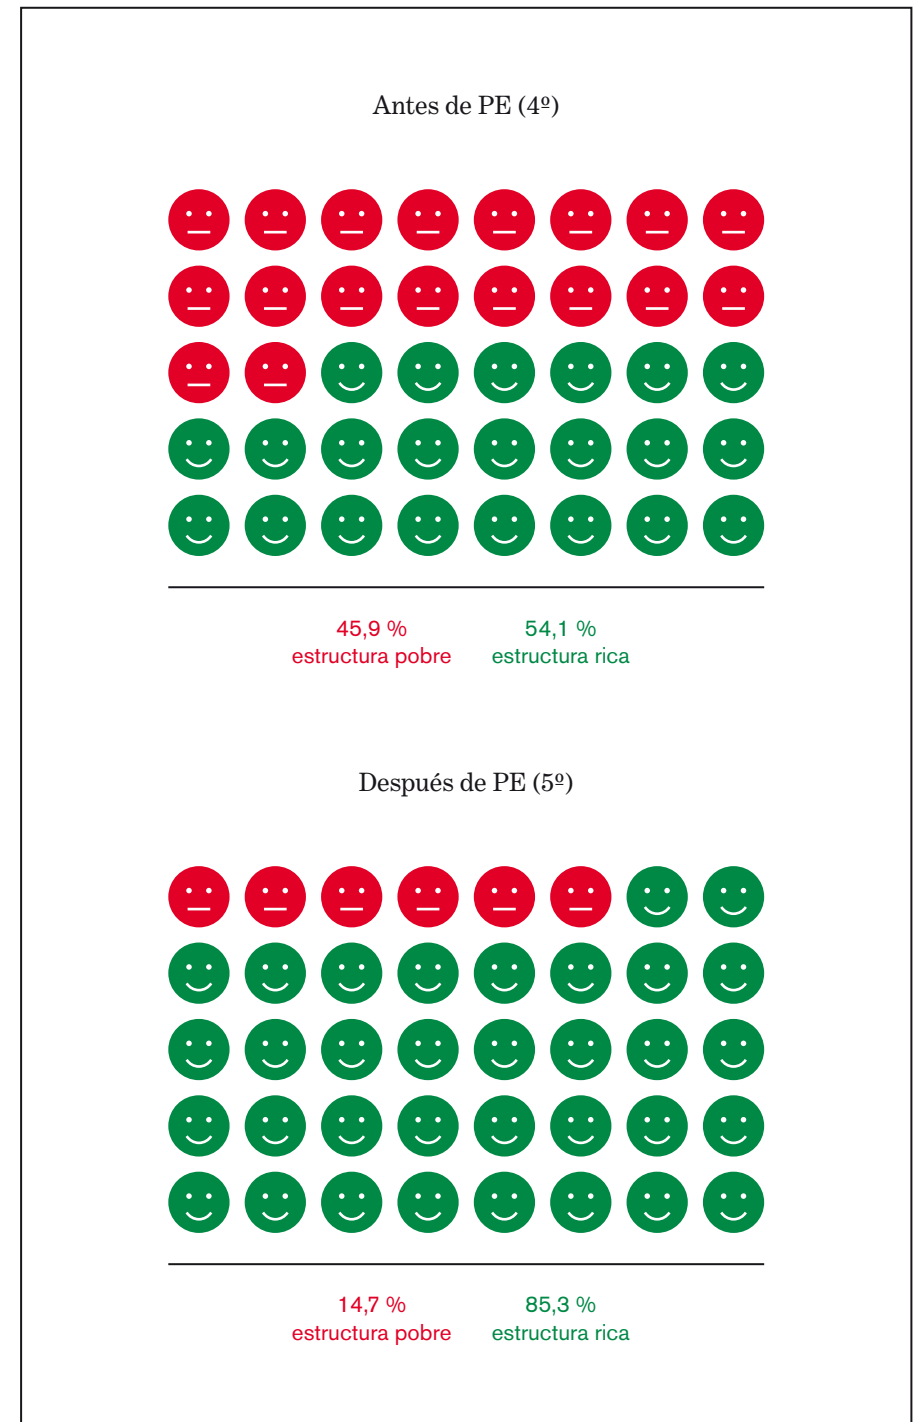 Antes de PE (4º)
45,9 %
estructura pobre
54,1 %
estructura rica
Después de PE (5º)
14,7 %
estructura pobre
85,3 %
estructura rica